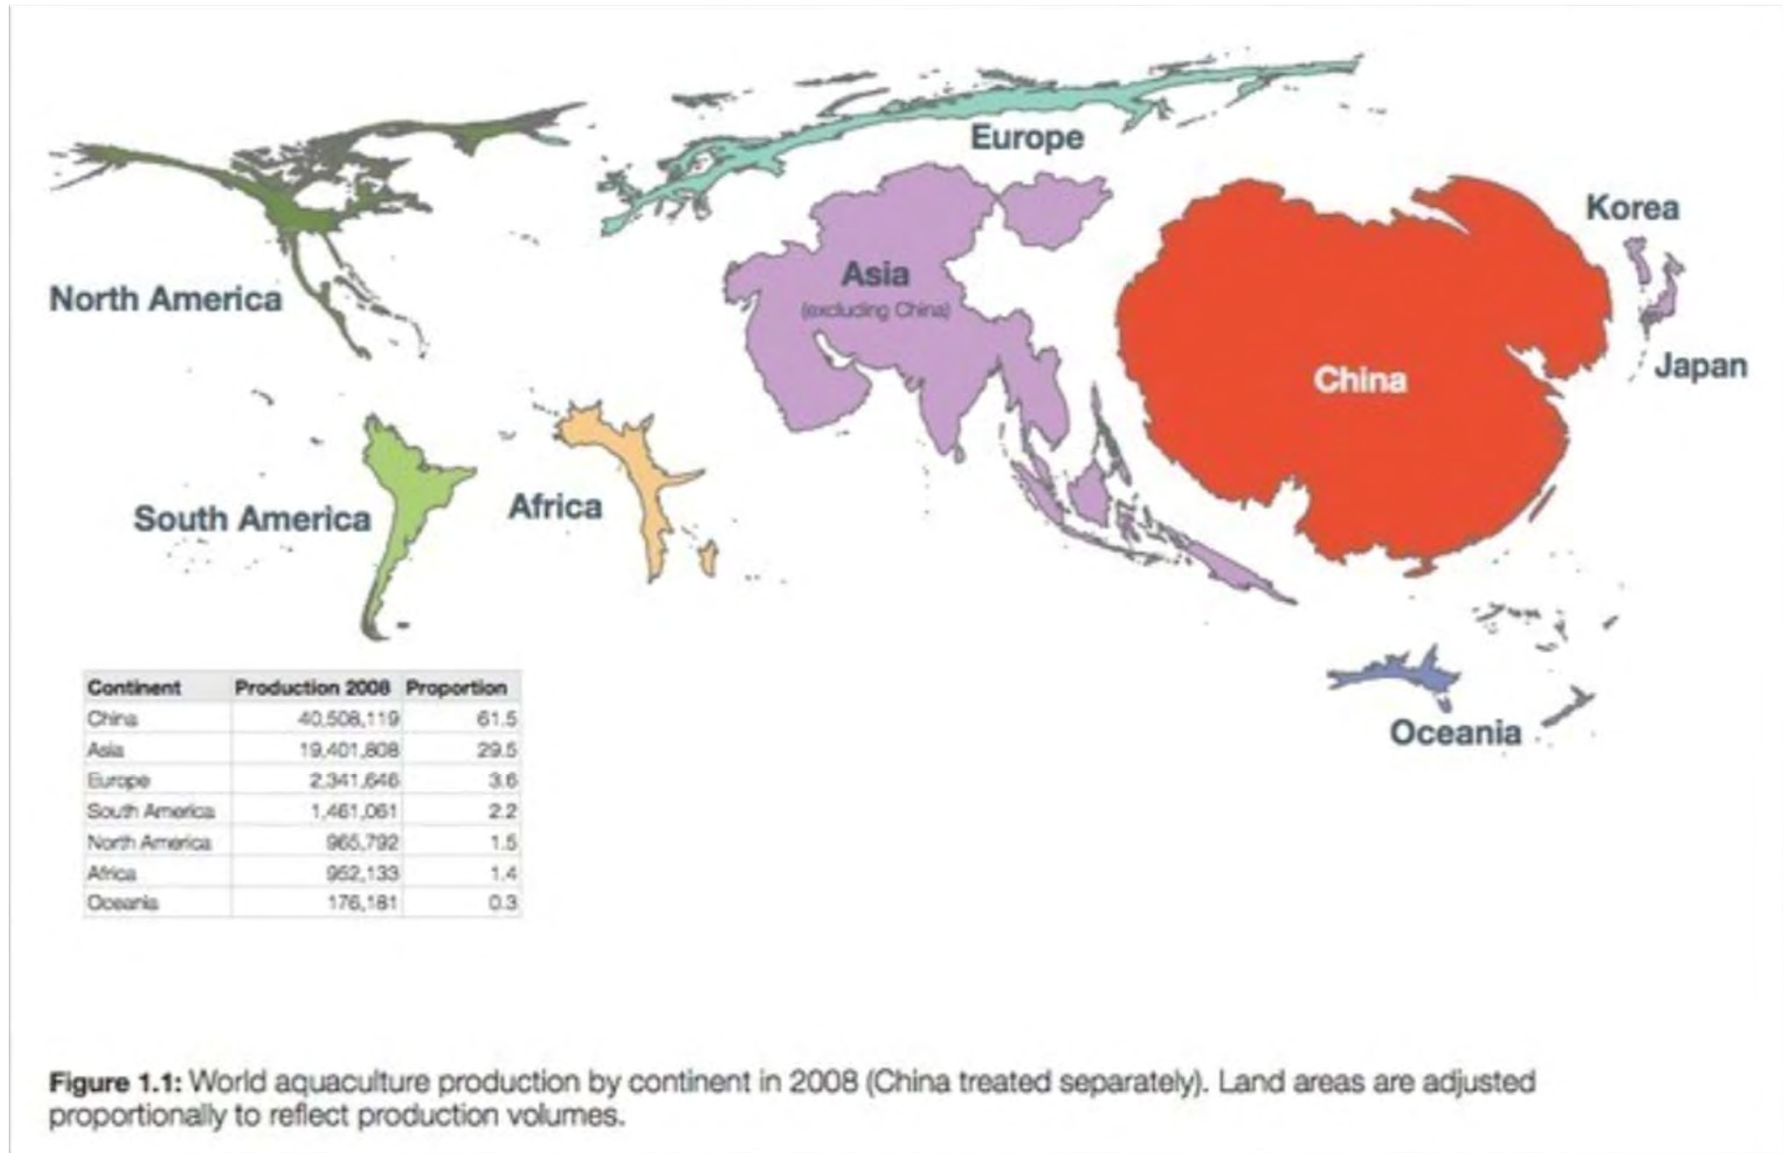 Europe
Korea
Asia
(excluding China)
North America
Japan
China
Africa
South America
Continent Production 2008 Proportion
China 40,508,119 61.5
Asia 19,401,808 29.5
Europe 2,341,646 3.6
South America 1,461,061 2.2
North America 965,792 1.5
Africa 952,133 1.4
Oceania 176,181 0.3
Oceania
Figure 1.1: World aquaculture production by continent in 2008 (China treated separately). Land areas are adjusted
proportionally to reflect production volumes.